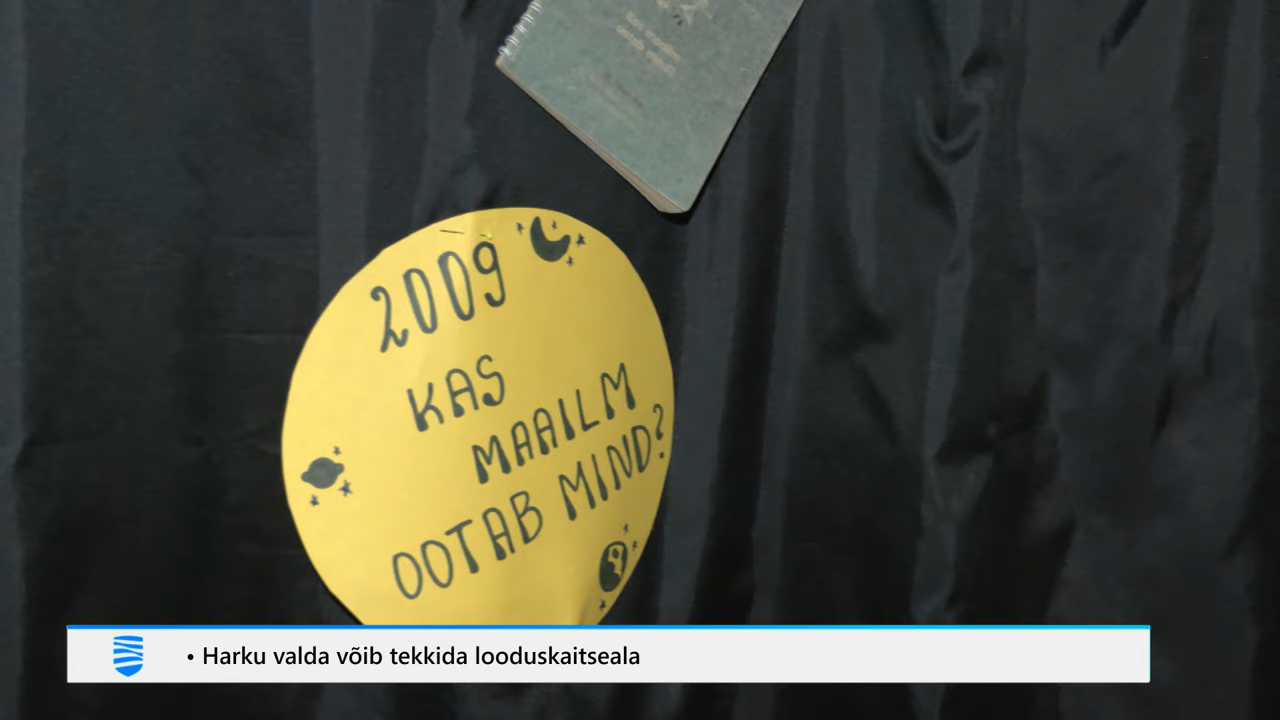 2009
KAS
MAAILM
OOTAB MIND?
• Harku valda võib tekkida looduskaitseala